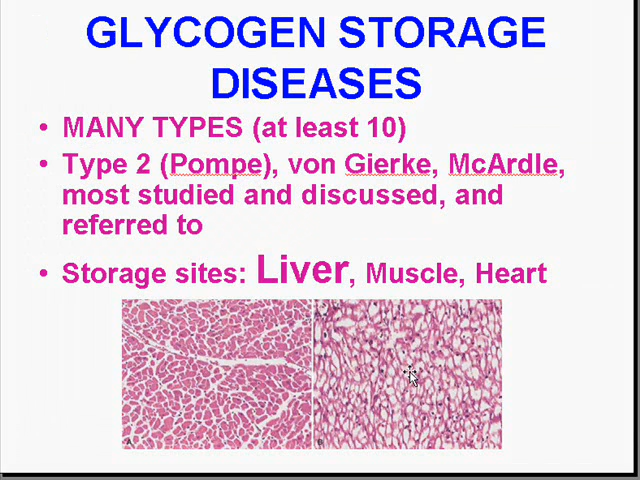 GLYCOGEN STORAGE
DISEASES
• MANY TYPES (at least 10)
• Type 2 (Pompe), von Gierke, McArdle,
most studied and discussed, and
referred to
• Storage sites: Liver, Muscle, Heart
A B